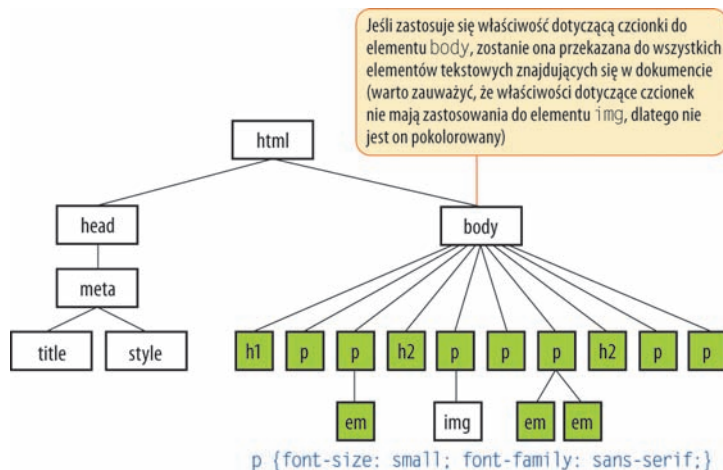 Jeśli zastosuje się właściwość dotyczącą czcionki do
elementu body, zostanie ona przekazana do wszystkich
elementów tekstowych znajdujących się w dokumencie
(warto zauważyć, że właściwości dotyczące czcionek
nie mają zastosowania do elementu img, dlatego nie
jest on pokolorowany)
html
head
body
meta
title
style
h1
p
p
h2
p
p
p
h2
p
p
em
img
em
em
p {font-size: small; font-family: sans-serif;}